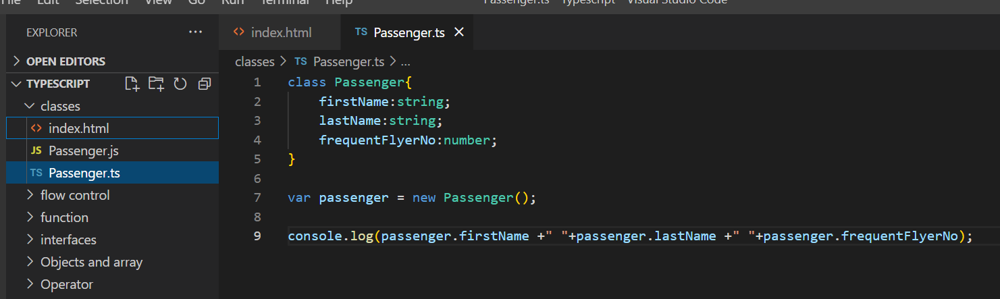 File Edit Selection View Go Run Terminal Help Passenger.ts - Typescript - Visual Studio Code
EXPLORER ...
OPEN EDITORS
TYPESCRIPT
classes
index.html
JS Passenger.js
TS Passenger.ts
flow control
function
interfaces
Objects and array
Operator
index.html TS Passenger.ts ×
classes > TS Passenger.ts > ...
1 class Passenger{
2 firstName:string;
3 lastName:string;
4 frequentFlyerNo:number;
5 }
6
7 var passenger = new Passenger();
8
9 console.log(passenger.firstName +" "+passenger.lastName +" "+passenger.frequentFlyerNo);